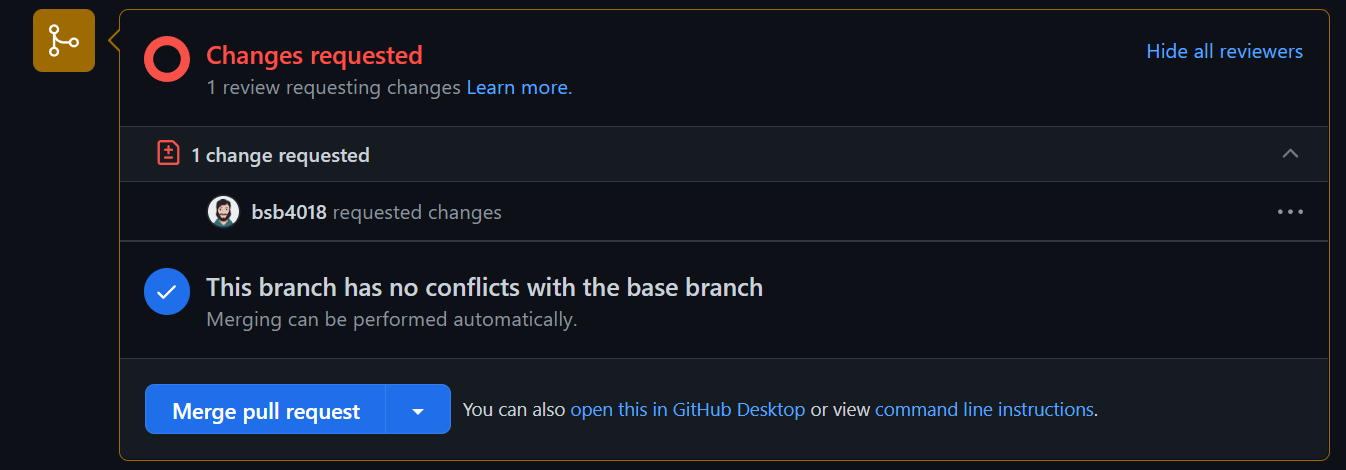 Changes requested
Hide all reviewers
1 review requesting changes Learn more.
1 change requested
bsb4018 requested changes
This branch has no conflicts with the base branch
Merging can be performed automatically.
Merge pull request
You can also open this in GitHub Desktop or view command line instructions.